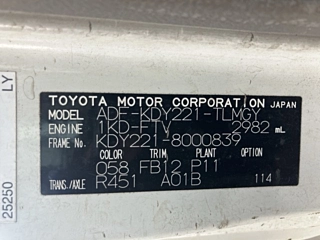 LY
25250
TOYOTA MOTOR CORPORATION JAPAN
MODEL ADF-KDY221-TLMGY
ENGINE 1KD-FTV 2982 mL
FRAME No. KDY221-8000839
COLOR TRIM PLANT
058 FB12 P11
TRANS./AXLE R451 A01B 114